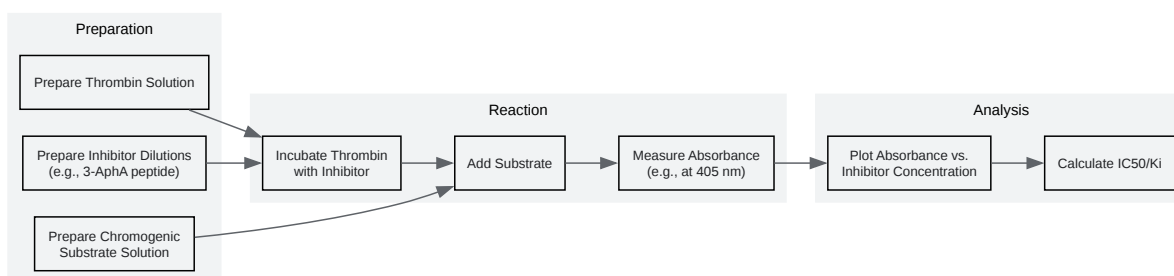 Preparation
Prepare Thrombin Solution
Prepare Inhibitor Dilutions
(e.g., 3-AphA peptide)
Prepare Chromogenic
Substrate Solution
Reaction
Incubate Thrombin
with Inhibitor
Add Substrate
Measure Absorbance
(e.g., at 405 nm)
Analysis
Plot Absorbance vs.
Inhibitor Concentration
Calculate IC50/Ki